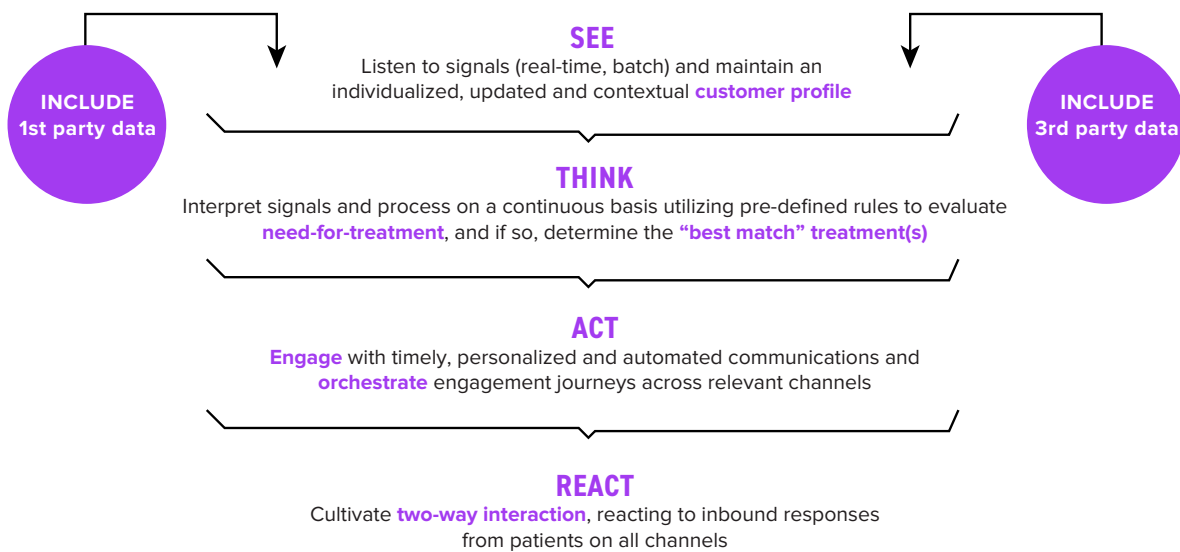 INCLUDE
1st party data
SEE
Listen to signals (real-time, batch) and maintain an
individualized, updated and contextual customer profile
INCLUDE
3rd party data
THINK
Interpret signals and process on a continuous basis utilizing pre-defined rules to evaluate
need-for-treatment, and if so, determine the “best match” treatment(s)
ACT
Engage with timely, personalized and automated communications and
orchestrate engagement journeys across relevant channels
REACT
Cultivate two-way interaction, reacting to inbound responses
from patients on all channels